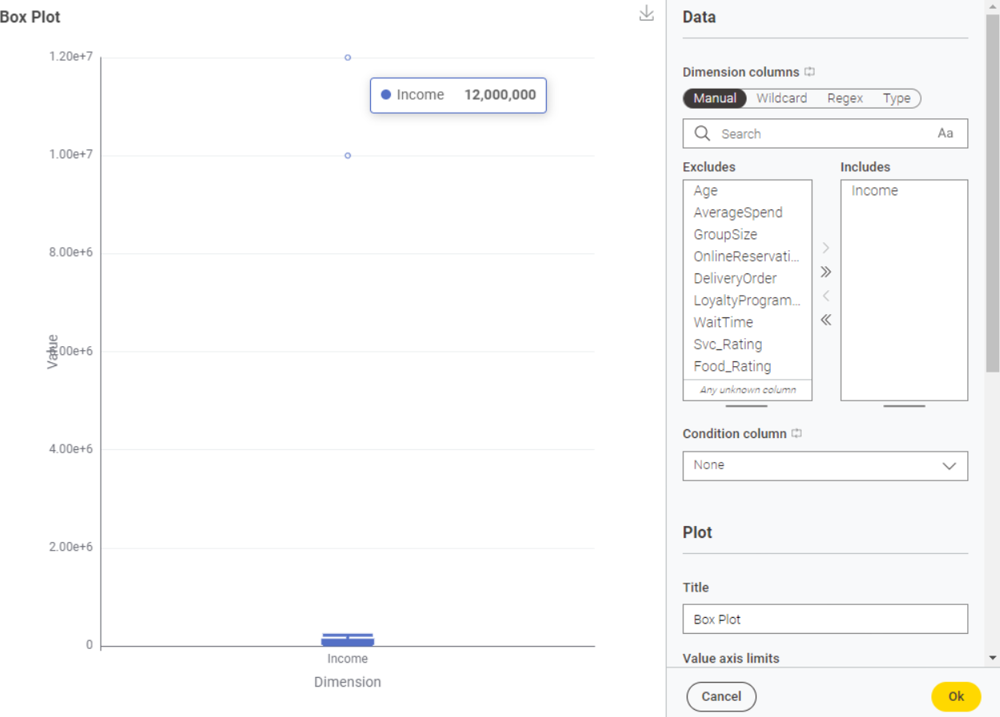 Box Plot
1.20e+7
Income 12,000,000
1.00e+7
8.00e+6
Value
6.00e+6
4.00e+6
2.00e+6
0
Income
Dimension
Data
Dimension columns
Manual Wildcard Regex Type
Search Aa
Excludes Includes
Age Income
AverageSpend
GroupSize
OnlineReservati...
DeliveryOrder
LoyaltyProgram...
WaitTime
Svc_Rating
Food_Rating
Any unknown column
Condition column
None
Plot
Title
Box Plot
Value axis limits
Cancel Ok